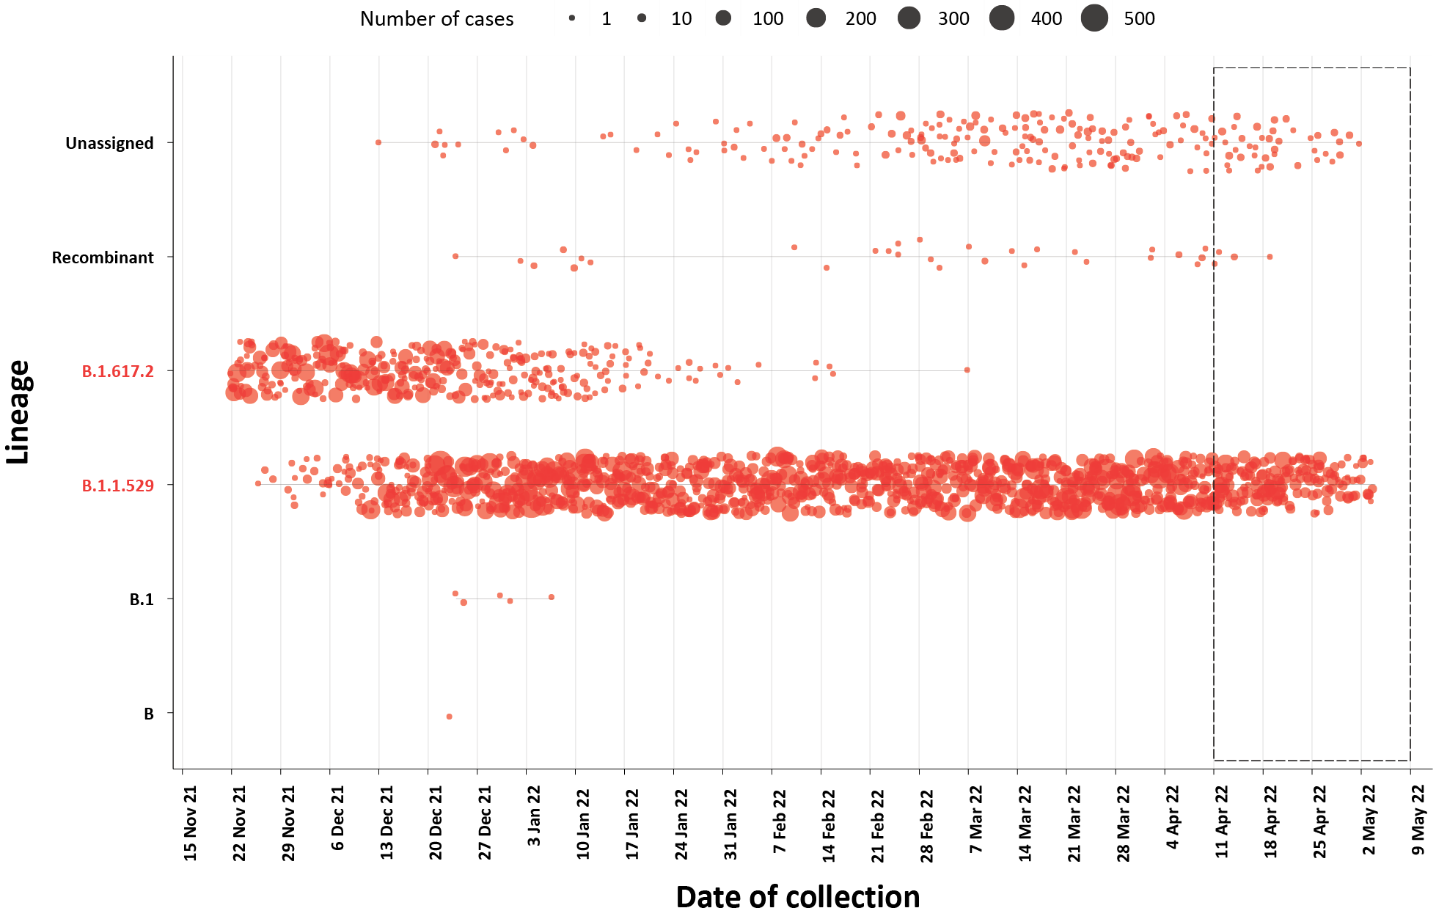 Number of cases 1 10 100 200 300 400 500
Unassigned
Recombinant
B.1.617.2
B.1.1.529
B.1
B
Lineage
15 Nov 21
22 Nov 21
29 Nov 21
6 Dec 21
13 Dec 21
20 Dec 21
27 Dec 21
3 Jan 22
10 Jan 22
17 Jan 22
24 Jan 22
31 Jan 22
7 Feb 22
14 Feb 22
21 Feb 22
28 Feb 22
7 Mar 22
14 Mar 22
21 Mar 22
28 Mar 22
4 Apr 22
11 Apr 22
18 Apr 22
25 Apr 22
2 May 22
9 May 22
Date of collection